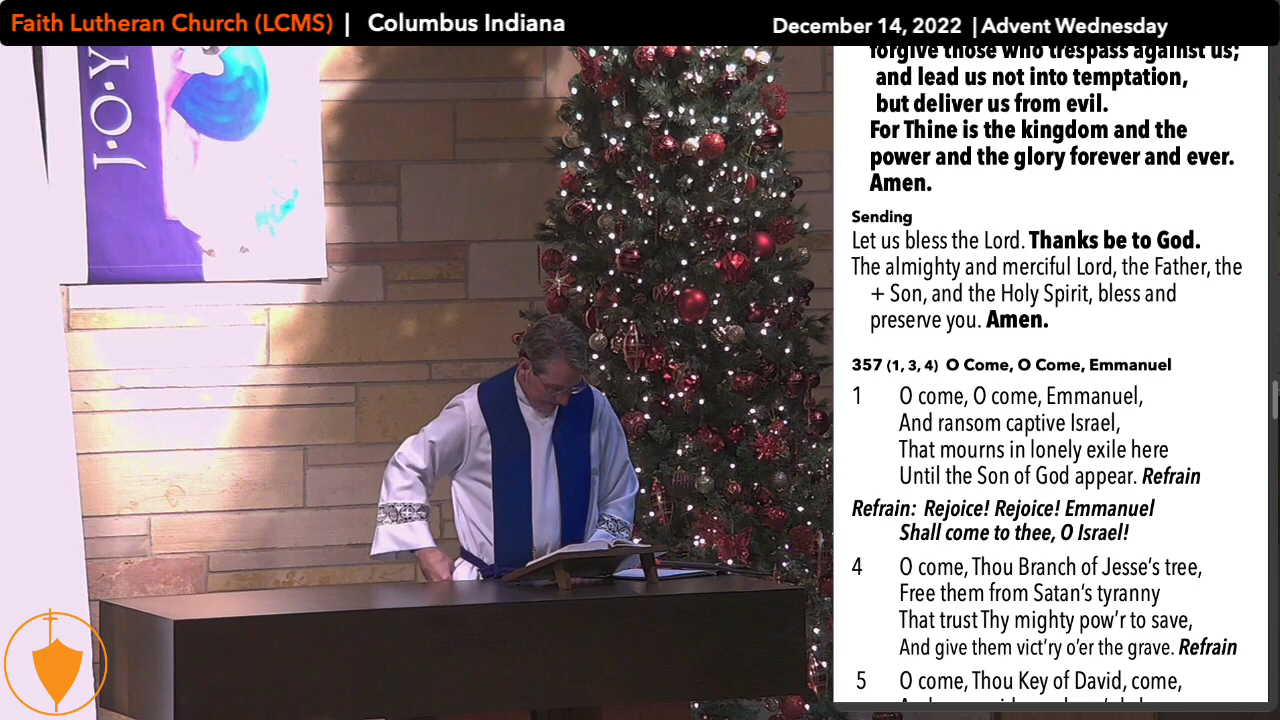 Faith Lutheran Church (LCMS) | Columbus Indiana
December 14, 2022 | Advent Wednesday
J·O·Y
forgive those who trespass against us;
and lead us not into temptation,
but deliver us from evil.
For Thine is the kingdom and the
power and the glory forever and ever.
Amen.
Sending
Let us bless the Lord. Thanks be to God.
The almighty and merciful Lord, the Father, the
+ Son, and the Holy Spirit, bless and
preserve you. Amen.
357 (1, 3, 4) O Come, O Come, Emmanuel
1 O come, O come, Emmanuel,
And ransom captive Israel,
That mourns in lonely exile here
Until the Son of God appear. Refrain
Refrain: Rejoice! Rejoice! Emmanuel
Shall come to thee, O Israel!
4 O come, Thou Branch of Jesse's tree,
Free them from Satan's tyranny
That trust Thy mighty pow'r to save,
And give them vict'ry o'er the grave. Refrain
5 O come, Thou Key of David, come,